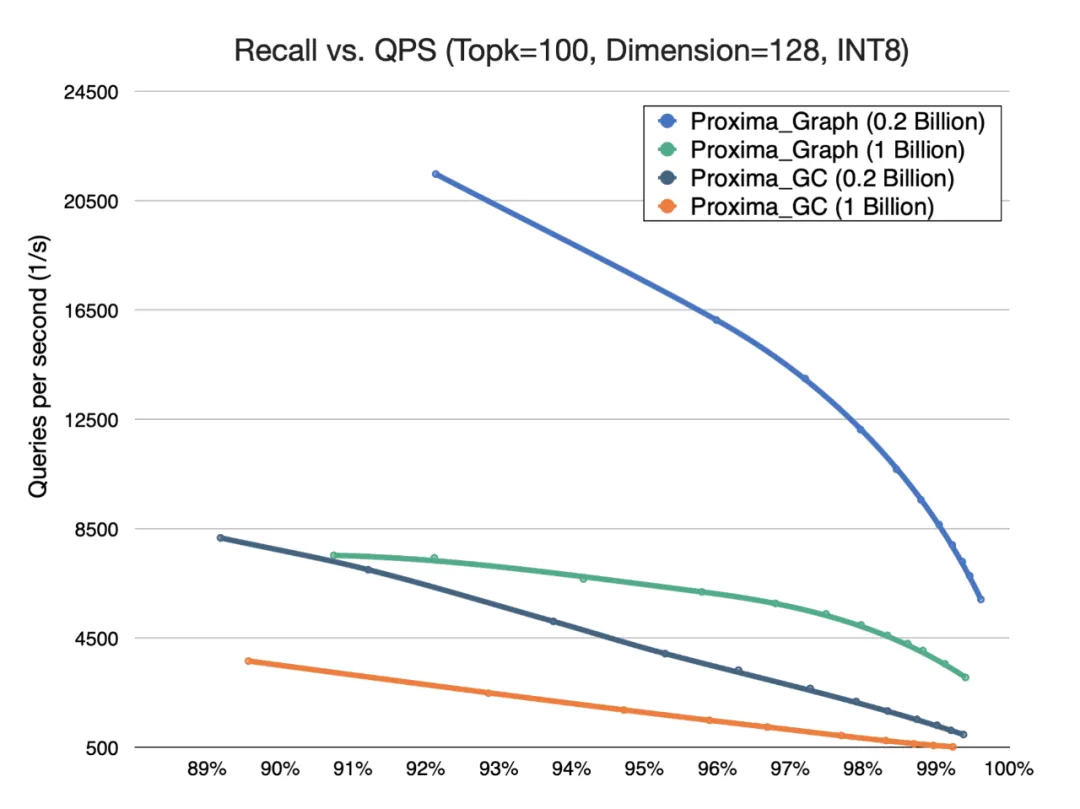 Recall vs. QPS (Topk=100, Dimension=128, INT8)
Queries per second (1/s)
24500
20500
16500
12500
8500
4500
500
Proxima_Graph (0.2 Billion)
Proxima_Graph (1 Billion)
Proxima_GC (0.2 Billion)
Proxima_GC (1 Billion)
89% 90% 91% 92% 93% 94% 95% 96% 97% 98% 99% 100%